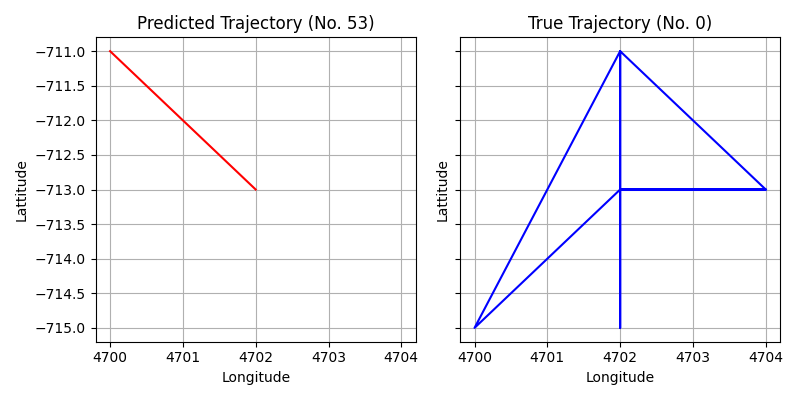 Predicted Trajectory (No. 53)
True Trajectory (No. 0)
−711.0
−711.5
−712.0
−712.5
−713.0
−713.5
−714.0
−714.5
−715.0
Lattitude
Lattitude
4700 4701 4702 4703 4704
4700 4701 4702 4703 4704
Longitude
Longitude